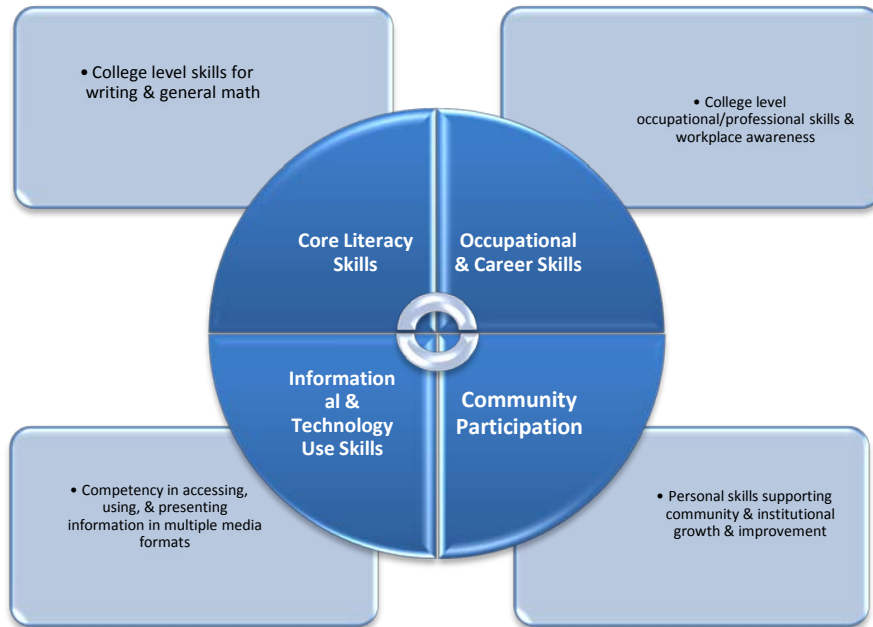 • College level skills for
writing & general math
• College level
occupational/professional skills &
workplace awareness
Core Literacy
Skills
Occupational
& Career Skills
Information
al &
Technology
Use Skills
Community
Participation
• Competency in accessing,
using, & presenting
information in multiple media
formats
• Personal skills supporting
community & institutional
growth & improvement